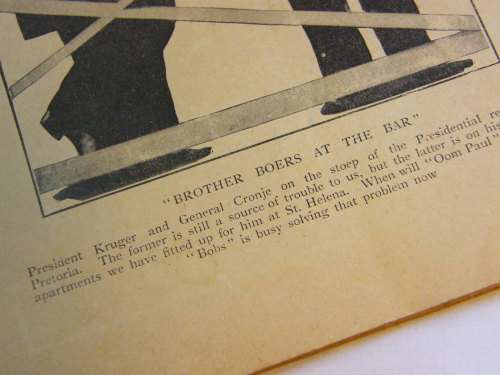 "BROTHER BOERS AT THE BAR"
President Kruger and General Cronje on the stoep of the Presidential re
Pretoria. The former is still a source of trouble to us, but the latter is on his
apartments we have fitted up for him at St. Helena. When will "Oom Paul"
"Bobs" is busy solving that problem now